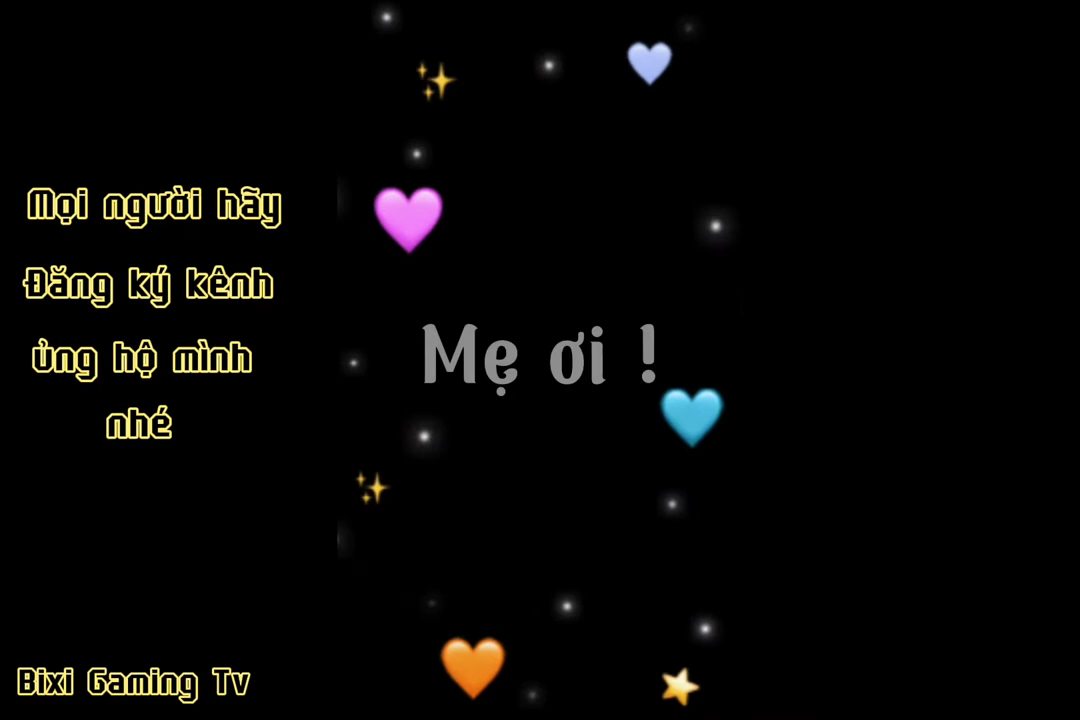 Mọi người hãy
Đăng ký kênh
ủng hộ mình
nhé
Mẹ ơi !
Bixi Gaming Tv